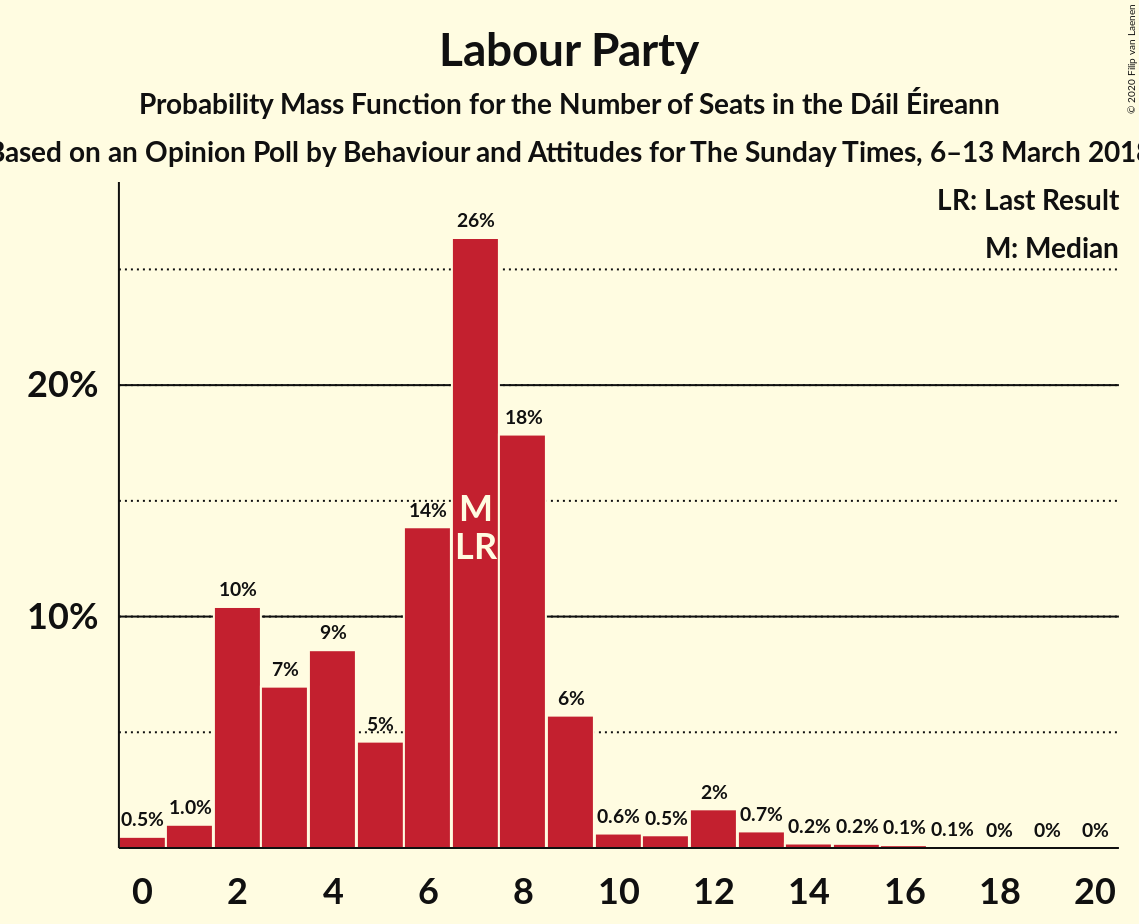 Labour Party
Probability Mass Function for the Number of Seats in the Dáil Éireann
Based on an Opinion Poll by Behaviour and Attitudes for The Sunday Times, 6–13 March 2018
© 2020 Filip van Laenen
LR: Last Result
M: Median
26%
20%
18%
14%
M
LR
10%
10%
9%
7%
6%
5%
2%
0.5%
1.0%
0.6%
0.5%
0.7%
0.2%
0.2%
0.1%
0.1%
0%
0%
0%
0 2 4 6 8 10 12 14 16 18 20